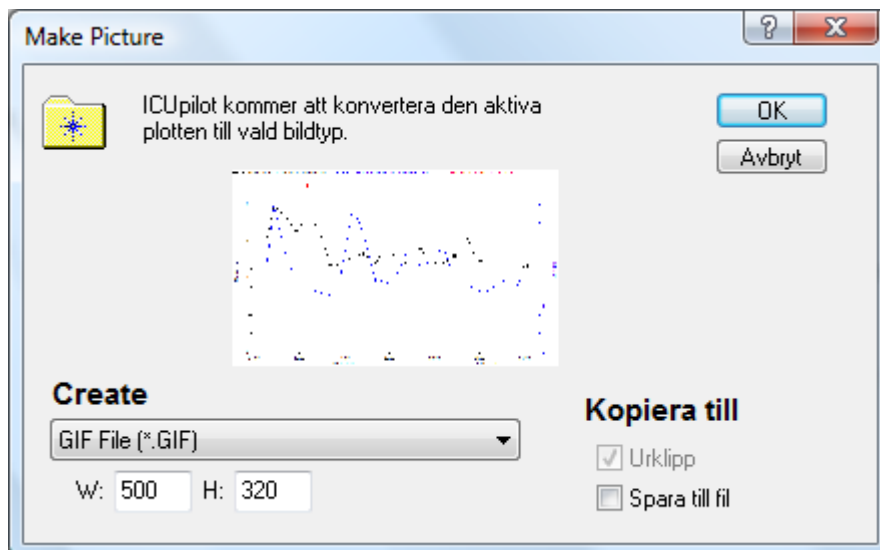 Make Picture
ICUpilot kommer att konvertera den aktiva
plotten till vald bildtyp.
OK
Avbryt
Create
GIF File (*.GIF)
W: 500 H: 320
Kopiera till
Urklipp
Spara till fil